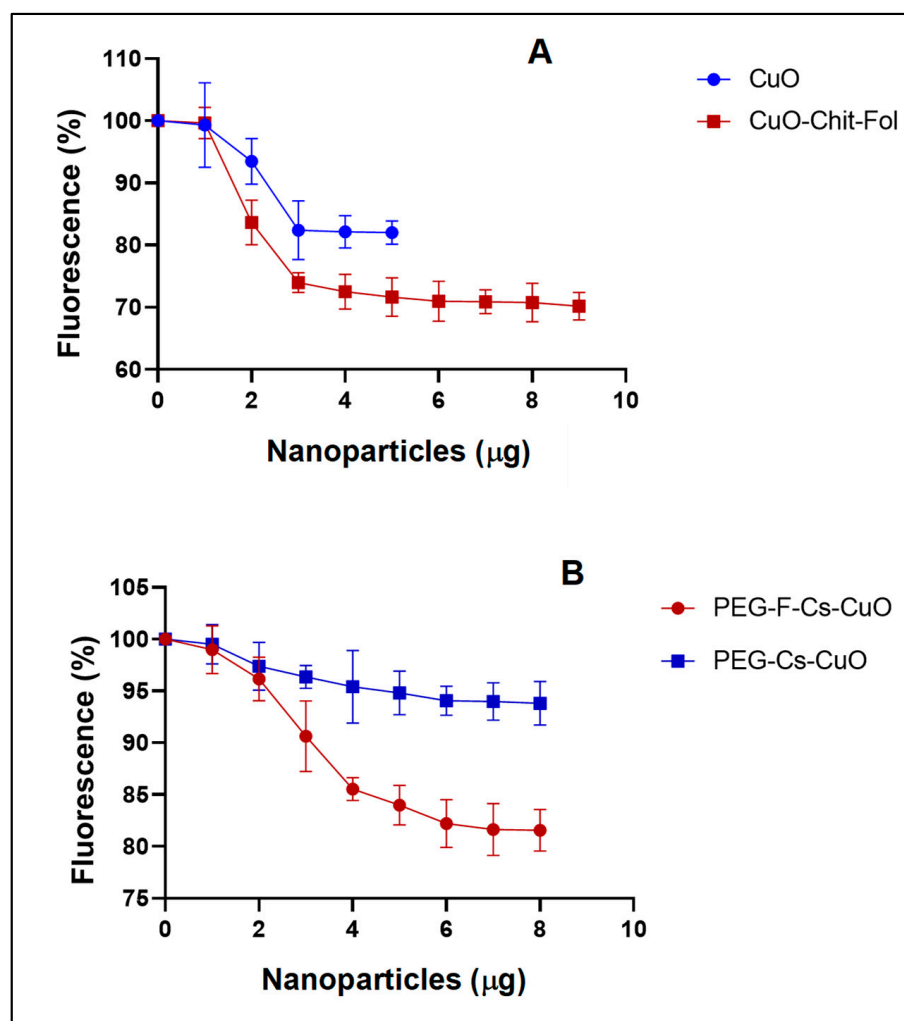 A
110
100
90
80
70
60
Fluorescence (%)
0 2 4 6 8 10
Nanoparticles (μg)
CuO
CuO-Chit-Fol
B
105
100
95
90
85
80
75
Fluorescence (%)
0 2 4 6 8 10
Nanoparticles (μg)
PEG-F-Cs-CuO
PEG-Cs-CuO